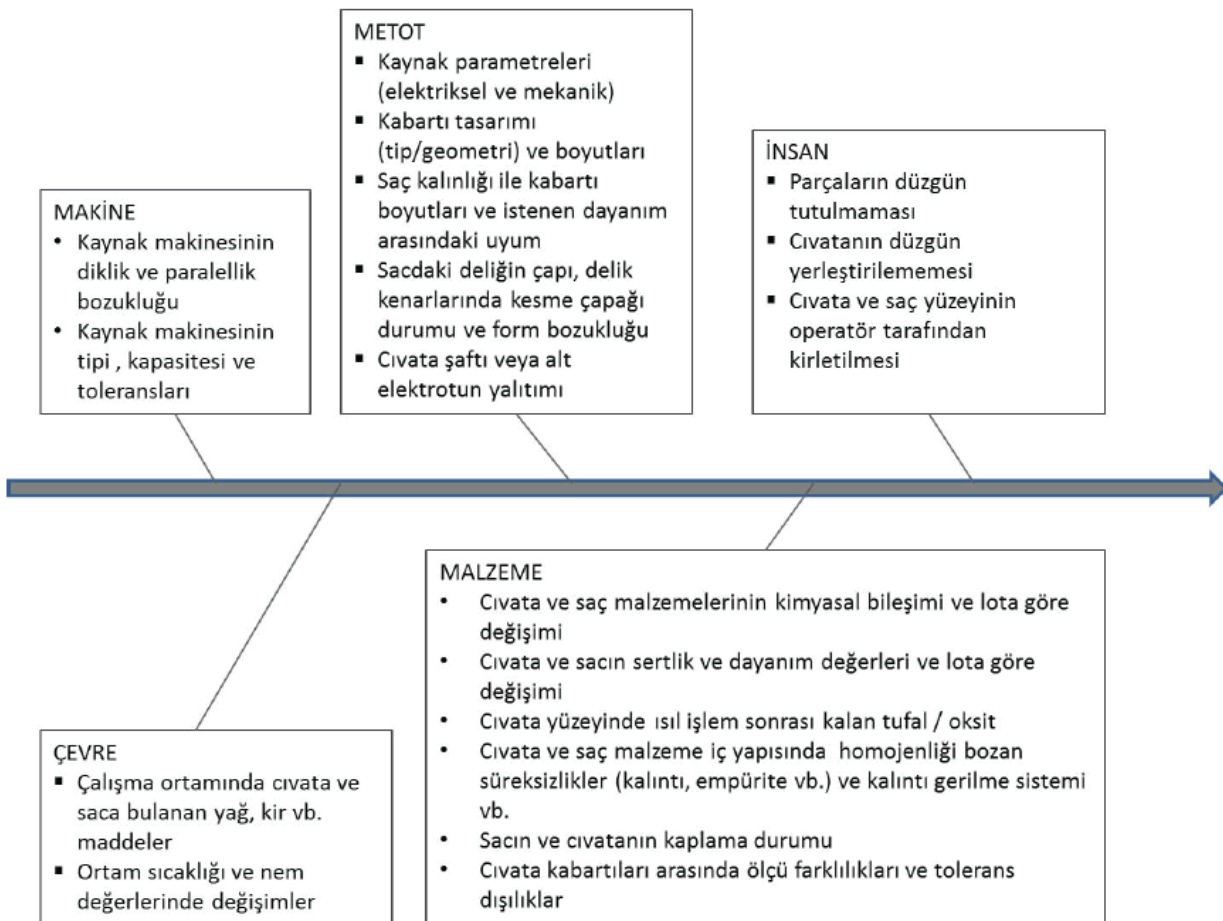 METOT
▪ Kaynak parametreleri
(elektriksel ve mekanik)
▪ Kabartı tasarımı
(tip/geometri) ve boyutları
▪ Saç kalınlığı ile kabartı
boyutları ve istenen dayanım
arasındaki uyum
▪ Sacdaki deliğin çapı, delik
kenarlarında kesme çapağı
durumu ve form bozukluğu
▪ Cıvata şaftı veya alt
elektrotun yalıtımı
İNSAN
▪ Parçaların düzgün
tutulmaması
▪ Cıvatanın düzgün
yerleştirilememesi
▪ Cıvata ve saç yüzeyinin
operatör tarafından
kirletilmesi
MAKİNE
• Kaynak makinesinin
diklik ve paralellik
bozukluğu
• Kaynak makinesinin
tipi , kapasitesi ve
toleransları
MALZEME
• Cıvata ve saç malzemelerinin kimyasal bileşimi ve lota göre
değişimi
• Cıvata ve sacın sertlik ve dayanım değerleri ve lota göre
değişimi
• Cıvata yüzeyinde ısıl işlem sonrası kalan tufal / oksit
• Cıvata ve saç malzeme iç yapısında homojenliği bozan
süreksizlikler (kalıntı, empürite vb.) ve kalıntı gerilme sistemi
vb.
• Sacın ve cıvatanın kaplama durumu
• Cıvata kabartıları arasında ölçü farklılıkları ve tolerans
dışılıklar
ÇEVRE
▪ Çalışma ortamında cıvata ve
saca bulanan yağ, kir vb.
maddeler
▪ Ortam sıcaklığı ve nem
değerlerinde değişimler